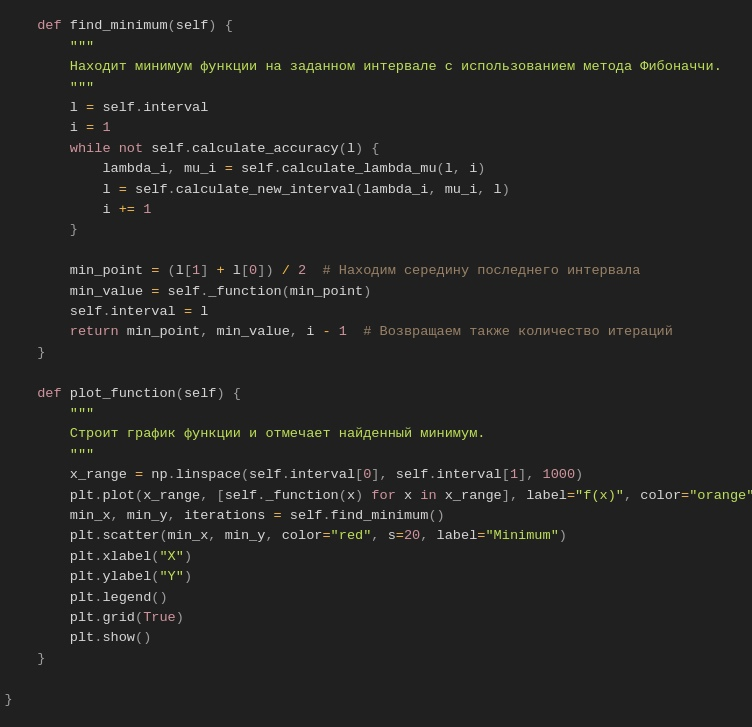 def find_minimum(self) {
        """
        Находит минимум функции на заданном интервале с использованием метода Фибоначчи.
        """
        l = self.interval
        i = 1
        while not self.calculate_accuracy(l) {
            lambda_i, mu_i = self.calculate_lambda_mu(l, i)
            l = self.calculate_new_interval(lambda_i, mu_i, l)
            i += 1
        }

        min_point = (l[1] + l[0]) / 2  # Находим середину последнего интервала
        min_value = self._function(min_point)
        self.interval = l
        return min_point, min_value, i - 1  # Возвращаем также количество итераций
    }

    def plot_function(self) {
        """
        Строит график функции и отмечает найденный минимум.
        """
        x_range = np.linspace(self.interval[0], self.interval[1], 1000)
        plt.plot(x_range, [self._function(x) for x in x_range], label="f(x)", color="orange"
        min_x, min_y, iterations = self.find_minimum()
        plt.scatter(min_x, min_y, color="red", s=20, label="Minimum")
        plt.xlabel("X")
        plt.ylabel("Y")
        plt.legend()
        plt.grid(True)
        plt.show()
    }

}